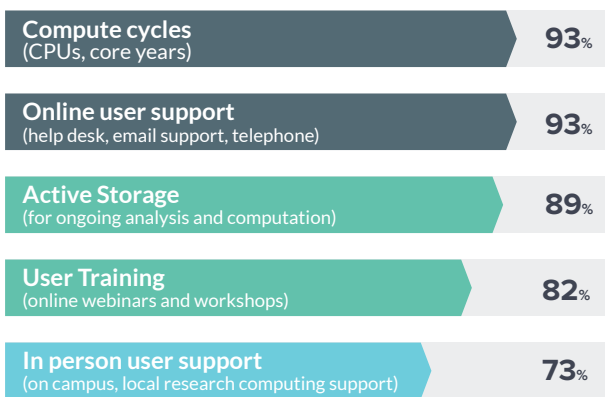 Compute cycles
(CPUs, core years)
93%
Online user support
(help desk, email support, telephone)
93%
Active Storage
(for ongoing analysis and computation)
89%
User Training
(online webinars and workshops)
82%
In person user support
(on campus, local research computing support)
73%